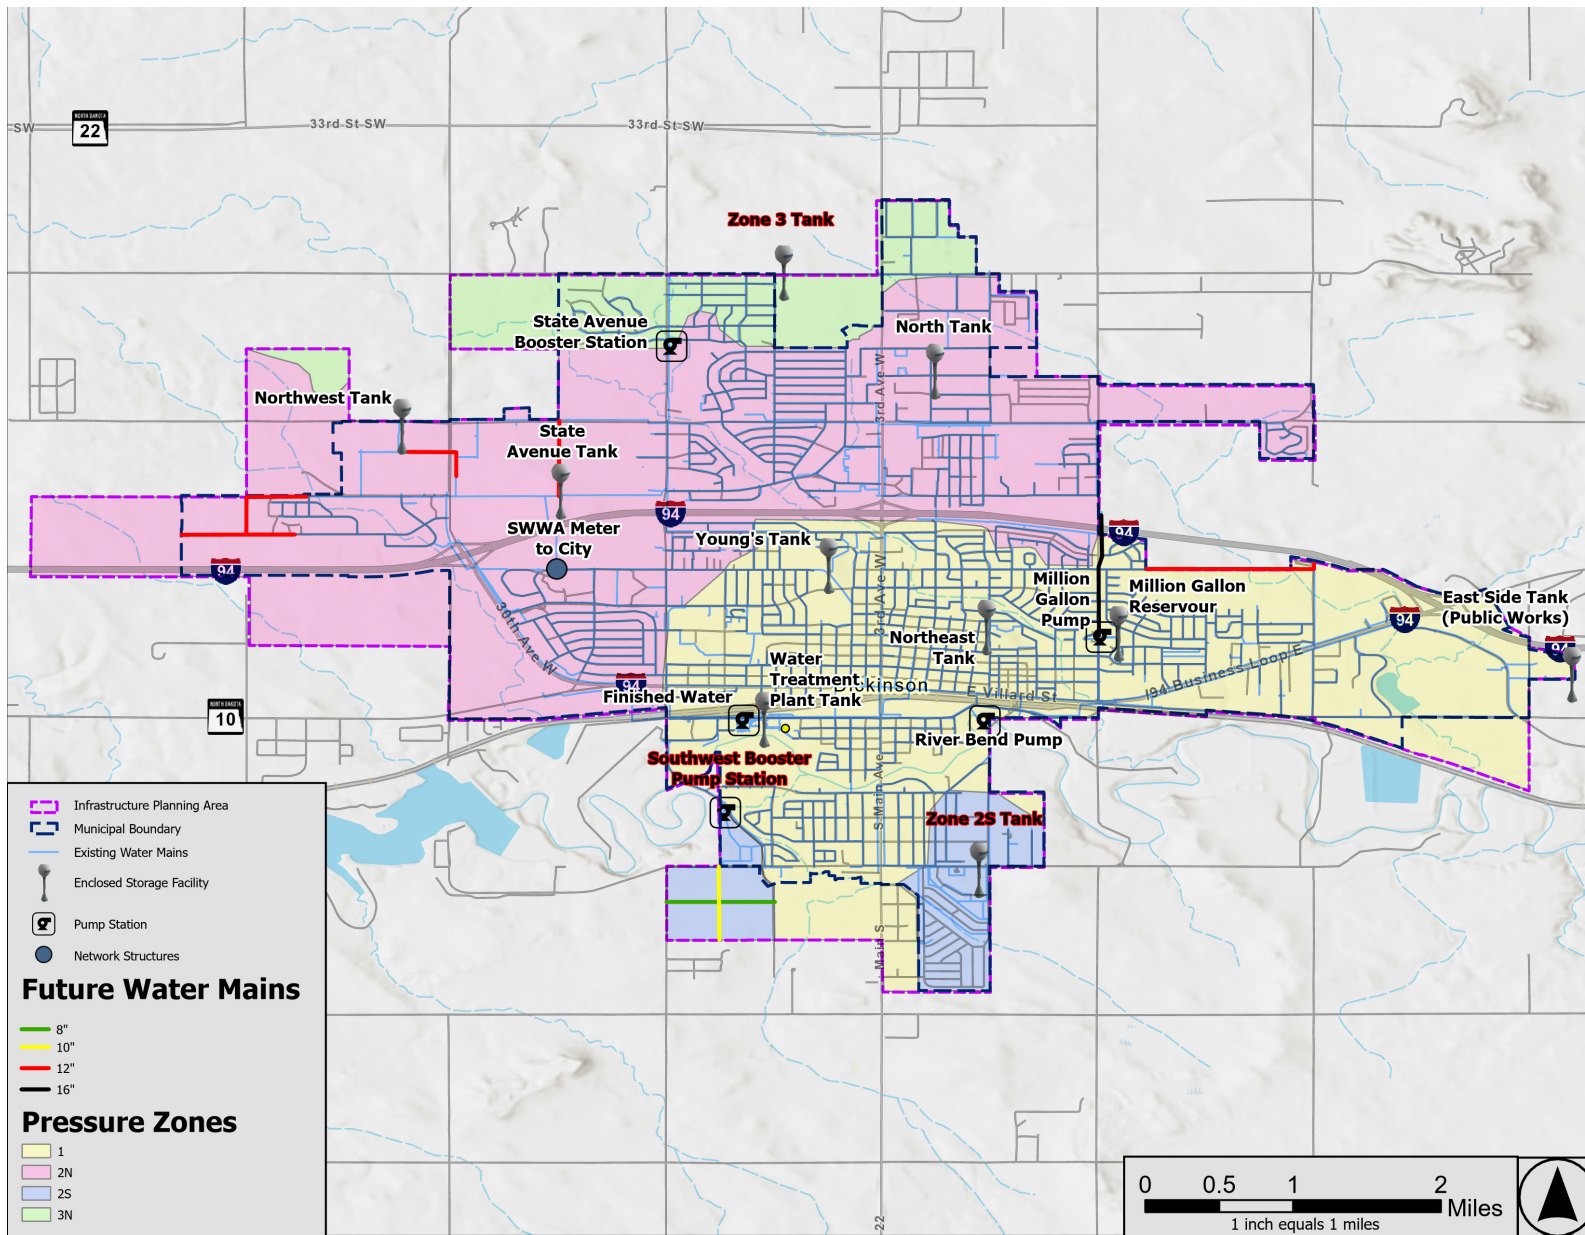 NORTH DAKOTA
22
SW
33rd St SW
33rd St SW
Zone 3 Tank
State Avenue
Booster Station
North Tank
3rd Ave W
Northwest Tank
State
Avenue Tank
94
94
SWWA Meter
to City
Young's Tank
94
Million
Gallon
Pump
Million Gallon
Reservour
East Side Tank
(Public Works)
94
94
30th Ave W
3rd Ave W
Northeast
Tank
Water
Treatment
Plant Tank
Dickinson
E Villard St
I94 Business Loop E
94
Finished Water
NORTH DAKOTA
10
River Bend Pump
Southwest Booster
Pump Station
S Main Ave
Zone 2S Tank
Main S
22
Infrastructure Planning Area
Municipal Boundary
Existing Water Mains
Enclosed Storage Facility
Pump Station
Network Structures
Future Water Mains
8"
10"
12"
16"
Pressure Zones
1
2N
2S
3N
0 0.5 1 2
Miles
1 inch equals 1 miles